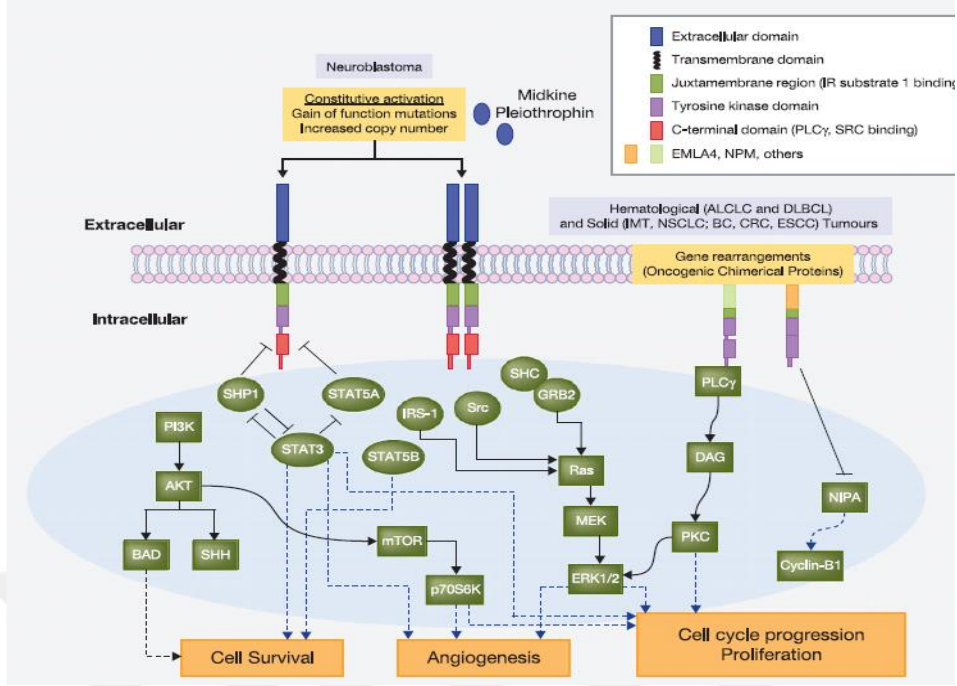 Neuroblastoma
Constitutive activation
Gain of function mutations
Increased copy number
Midkine
Pleiothrophin
Extracellular domain
Transmembrane domain
Juxtamembrane region (IR substrate 1 binding
Tyrosine kinase domain
C-terminal domain (PLCγ, SRC binding)
EMLA4, NPM, others
Hematological (ALCLC and DLBCL)
and Solid (IMT, NSCLC; BC, CRC, ESCC) Tumours
Extracellular
Gene rearrangements
(Oncogenic Chimerical Proteins)
Intracellular
SHP1
STAT5A
SHC
GRB2
PLCγ
IRS-1
Src
PI3K
STAT3
STAT5B
Ras
DAG
AKT
NIPA
MEK
BAD
SHH
mTOR
PKC
Cyclin-B1
p70S6K
ERK1/2
Cell Survival
Angiogenesis
Cell cycle progression
Proliferation